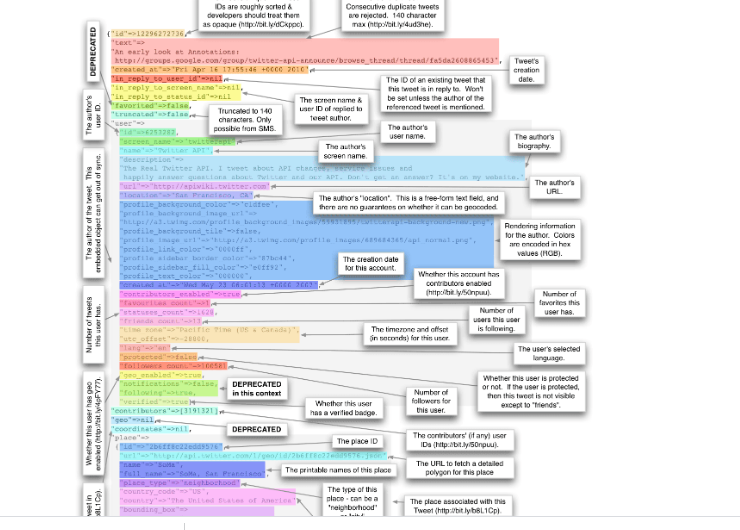 IDs are roughly sorted &
developers should treat them
as opaque (http://bit.ly/dCkppc).
Consecutive duplicate tweets
are rejected. 140 character
max (http://bit.ly/4ud3he).
DEPRECATED
{"id"=>12296272736,
"text"=>
"An early look at Annotations:
http://groups.google.com/group/twitter-api-announce/browse_thread/thread/fa5da2608865453",
"created_at"=>"Fri Apr 16 17:55:46 +0000 2010",
"in_reply_to_user_id"=>nil,
"in_reply_to_screen_name"=>nil,
"in_reply_to_status_id"=>nil,
"favorited"=>false,
"truncated"=>false,
"user"=>
Tweet's
creation
date.
The ID of an existing tweet that
this tweet is in reply to. Won't
be set unless the author of the
referenced tweet is mentioned.
The screen name &
user ID of replied to
tweet author.
Truncated to 140
characters. Only
possible from SMS.
The author's
user ID.
"id"=>6253282,
"screen_name"=>"twitterapi",
"name"=>"Twitter API",
"description"=>
"The Real Twitter API. I tweet about API changes, service issues and
happily answer questions about Twitter and our API. Don't get an answer? It's on my website.",
"url"=>"http://apiwiki.twitter.com",
"location"=>"San Francisco, CA",
The author's
user name.
The author's
screen name.
The author's
biography.
The author's
URL.
The author's "location". This is a free-form text field, and
there are no guarantees on whether it can be geocoded.
The author of the tweet. This
embedded object can get out of sync.
"profile_background_color"=>
"profile_background_image_url"=>
"profile_background_tile"=>false,
"profile_image_url"=>
"profile_link_color"=>"0000ff",
"profile_sidebar_border_color"=>"87bc44",
"profile_sidebar_fill_color"=>"e0ff92",
"profile_text_color"=>"000000",
"created_at"=>"Wed May 23 06:01:13 +0000 2007",
"contributors_enabled"=>true,
"favourites_count"=>1,
"statuses_count"=>1628,
"friends_count"=>13,
"time_zone"=>"Pacific Time (US & Canada)",
"utc_offset"=>-28800,
"lang"=>"en",
"protected"=>false,
"followers_count"=>100581,
"geo_enabled"=>true,
"notifications"=>false,
"following"=>true,
"verified"=>true},
Rendering information
for the author. Colors
are encoded in hex
values (RGB).
The creation date
for this account.
Whether this account has
contributors enabled
(http://bit.ly/50npuu).
Number of
favorites this
user has.
Number of tweets
this user has.
Number of
users this user
is following.
The timezone and offset
(in seconds) for this user.
The user's selected
language.
Whether this user is protected
or not. If the user is protected,
then this tweet is not visible
except to "friends".
Number of
followers for
this user.
DEPRECATED
in this context
Whether this user
has a verified badge.
Whether this user has geo
enabled (http://bit.ly/4pFY77).
"contributors"=>[3191321],
"geo"=>nil,
"coordinates"=>nil,
"place"=>
DEPRECATED
The contributors' (if any) user
IDs (http://bit.ly/50npuu).
{"id"=>"2b6ff8c22edd9576",
"url"=>"http://api.twitter.com/1/geo/id/2b6ff8c22edd9576.json",
"name"=>"SoMa",
"full_name"=>"SoMa, San Francisco",
"place_type"=>"neighborhood",
"country_code"=>"US",
"country"=>"The United States of America",
"bounding_box"=>
The place ID
The URL to fetch a detailed
polygon for this place
The printable names of this place
The type of this
place - can be a
"neighborhood"
The place associated with this
Tweet (http://bit.ly/b8L1Cp).